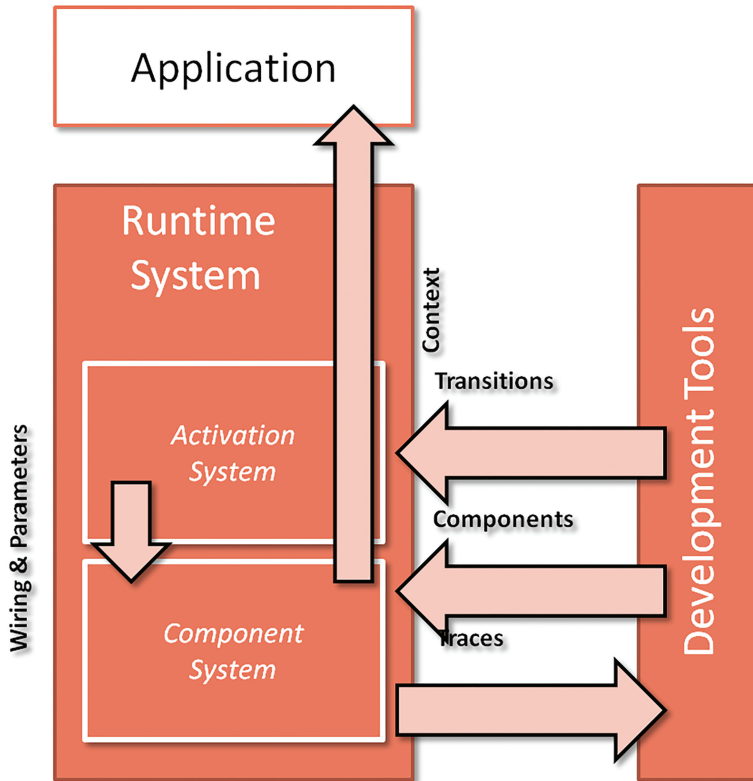 Application
Runtime
System
Context
Transitions
Activation
System
Wiring & Parameters
Components
Component
System
Traces
Development Tools